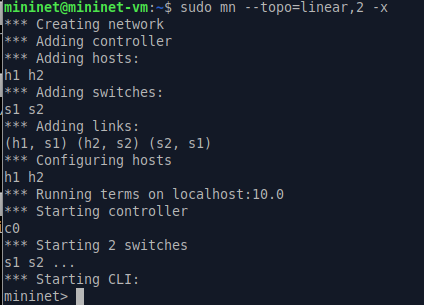 mininet@mininet-vm:~$ sudo mn --topo=linear,2 -x
*** Creating network
*** Adding controller
*** Adding hosts:
h1 h2
*** Adding switches:
s1 s2
*** Adding links:
(h1, s1) (h2, s2) (s2, s1)
*** Configuring hosts
h1 h2
*** Running terms on localhost:10.0
*** Starting controller
c0
*** Starting 2 switches
s1 s2 ...
*** Starting CLI:
mininet>